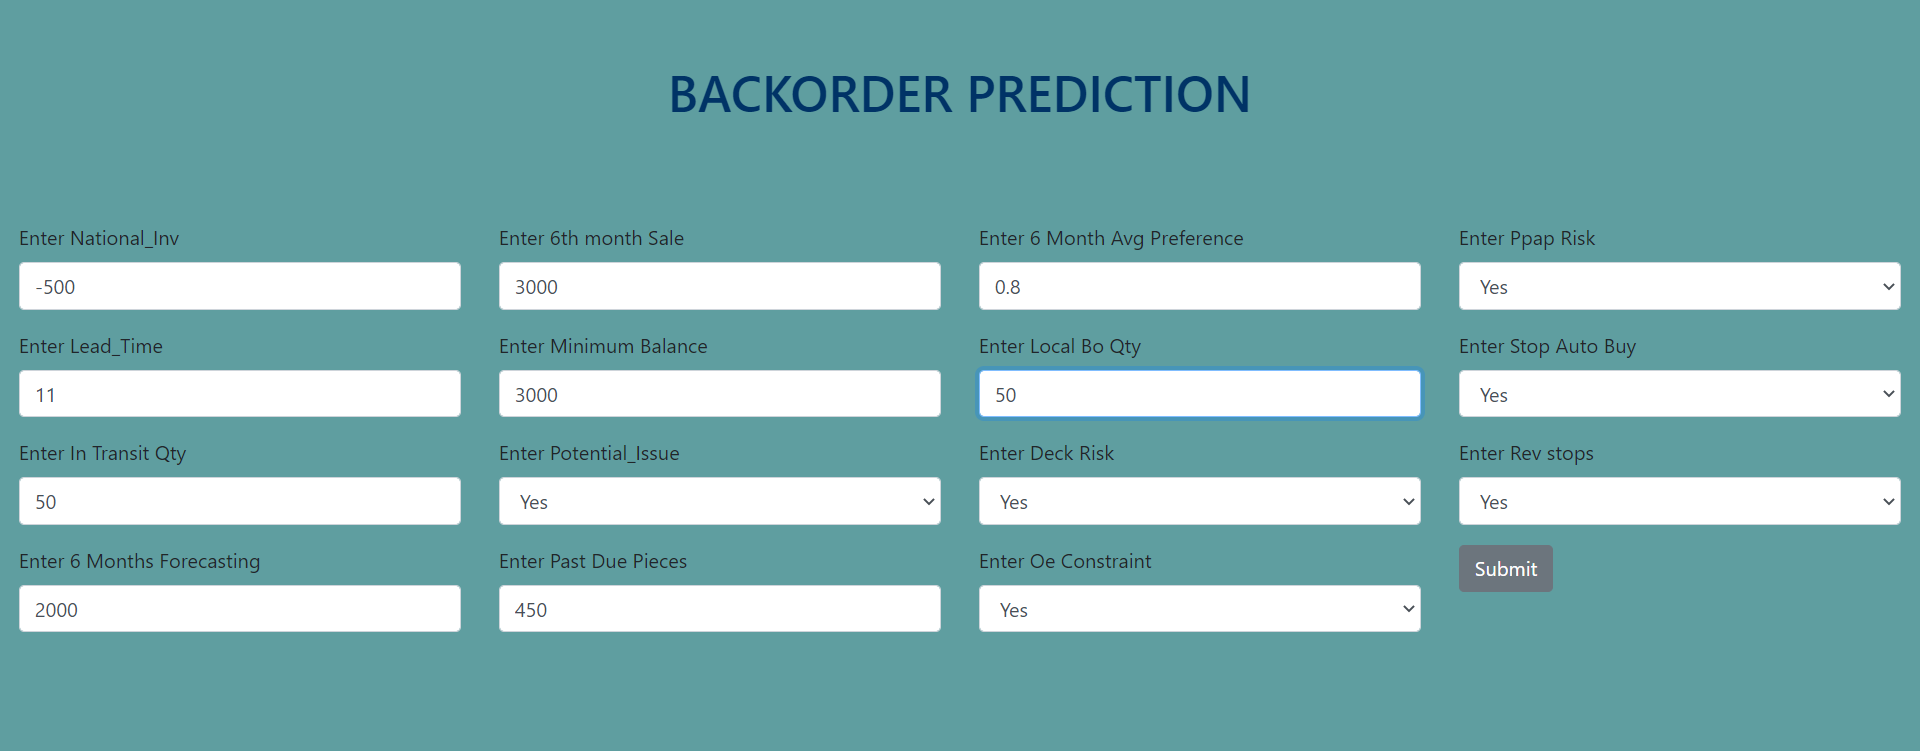 BACKORDER PREDICTION
Enter National_Inv
-500
Enter Lead_Time
11
Enter In Transit Qty
50
Enter 6 Months Forecasting
2000
Enter 6th month Sale
3000
Enter Minimum Balance
3000
Enter Potential_Issue
Yes
Enter Past Due Pieces
450
Enter 6 Month Avg Preference
0.8
Enter Local Bo Qty
50
Enter Deck Risk
Yes
Enter Oe Constraint
Yes
Enter Ppap Risk
Yes
Enter Stop Auto Buy
Yes
Enter Rev stops
Yes
Submit